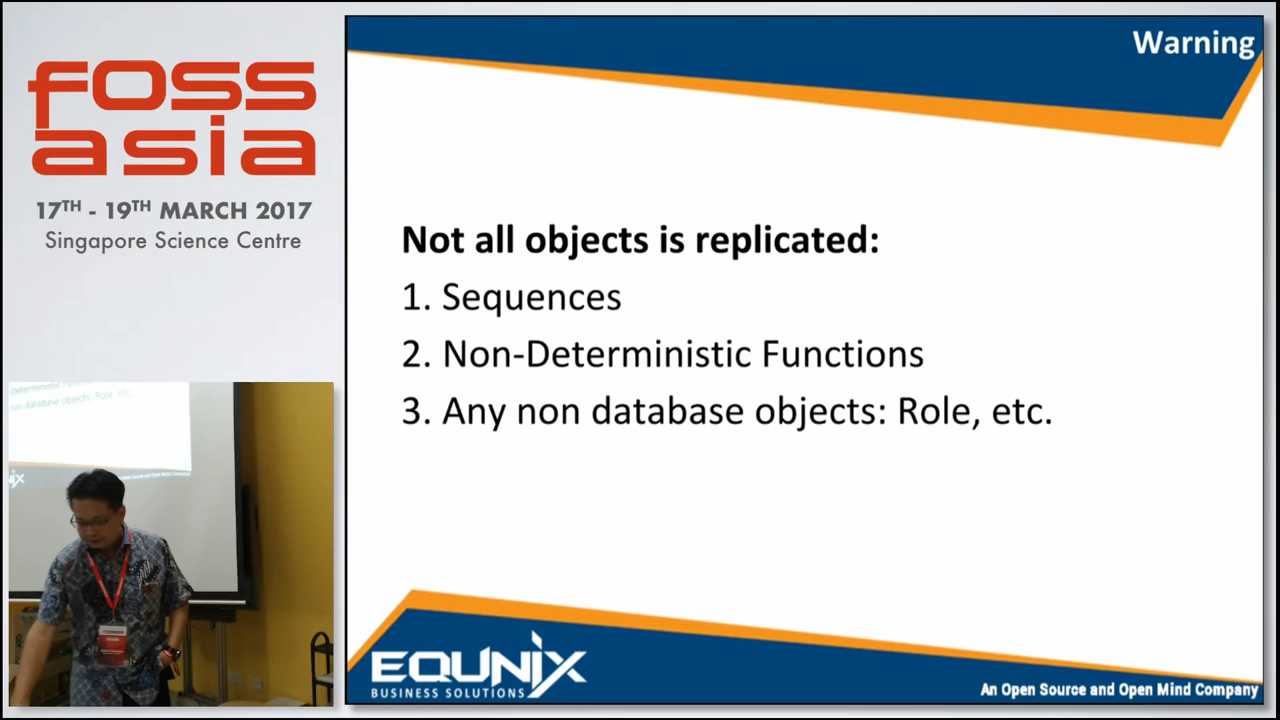 foss
asia
17TH - 19TH MARCH 2017
Singapore Science Centre
Warning
Not all objects is replicated:
1. Sequences
2. Non-Deterministic Functions
3. Any non database objects: Role, etc.
EQUNIX
BUSINESS SOLUTIONS
An Open Source and Open Mind Company